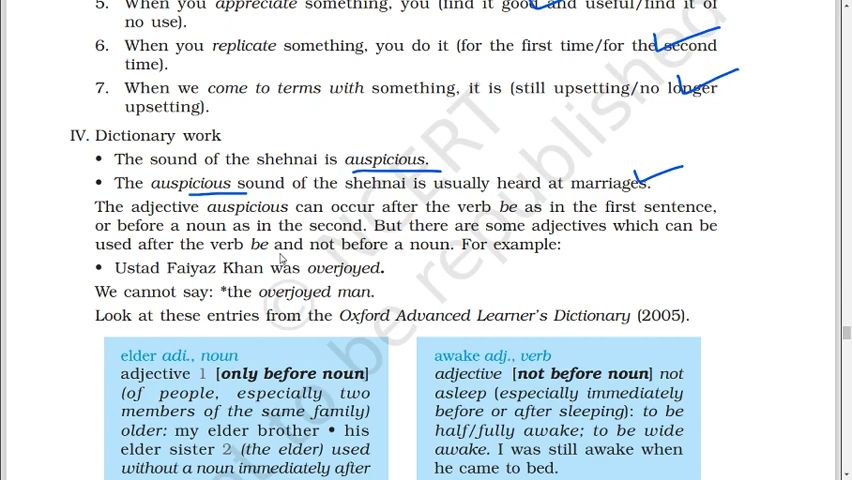 5. When you appreciate something, you (find it good and useful/find it of
no use).
6. When you replicate something, you do it (for the first time/for the second
time).
7. When we come to terms with something, it is (still upsetting/no longer
upsetting).
IV. Dictionary work
• The sound of the shehnai is auspicious.
• The auspicious sound of the shehnai is usually heard at marriages.
The adjective auspicious can occur after the verb be as in the first sentence,
or before a noun as in the second. But there are some adjectives which can be
used after the verb be and not before a noun. For example:
• Ustad Faiyaz Khan was overjoyed.
We cannot say: *the overjoyed man.
Look at these entries from the Oxford Advanced Learner's Dictionary (2005).
elder adi., noun
adjective 1 [only before noun]
(of people, especially two
members of the same family)
older: my elder brother • his
elder sister 2 (the elder) used
without a noun immediately after
awake adj., verb
adjective [not before noun] not
asleep (especially immediately
before or after sleeping): to be
half/fully awake; to be wide
awake. I was still awake when
he came to bed.
© NCERT
not to be republished